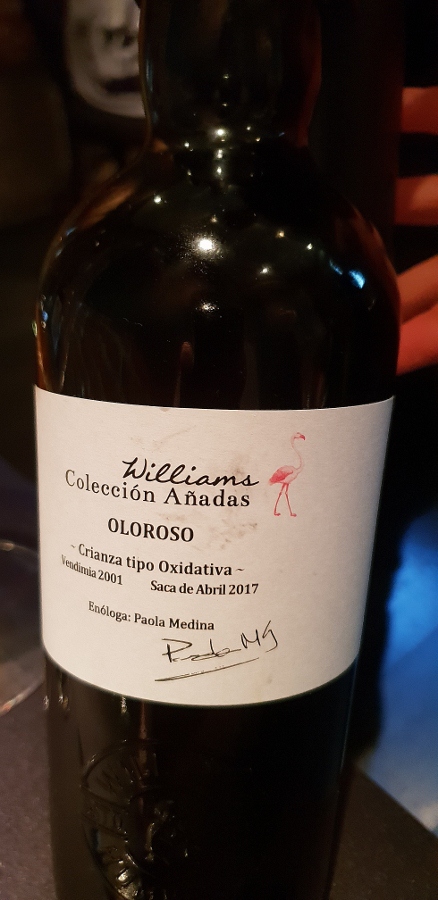 Williams
Colección Añadas
OLOROSO
~ Crianza tipo Oxidativa ~
Vendimia 2001 Saca de Abril 2017
Enóloga: Paola Medina